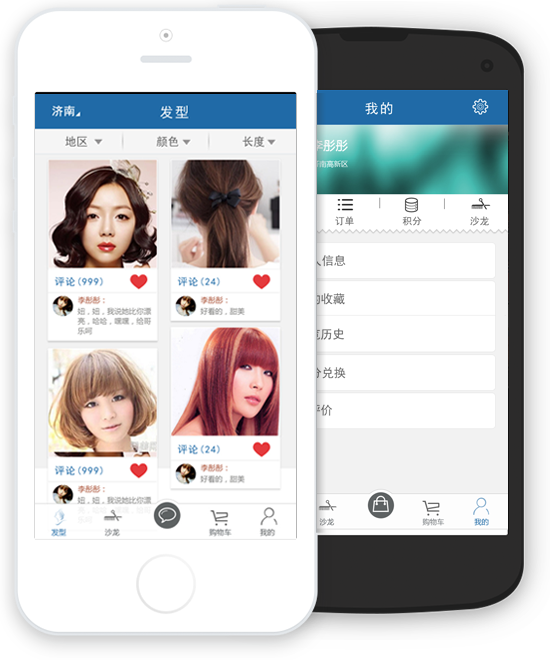 济南
发型
地区
颜色
长度
评论(999)
李彤彤：
妞，妞，我说她比你漂
亮，哈哈，嘿嘿，给哥
乐呵
评论(24)
李彤彤：
好看的，甜美
评论(999)
李彤彤：
妞，妞，我说她比你漂
评论(24)
李彤彤：
好看的，甜美
发型
沙龙
购物车
我的
我的
李彤彤
济南高新区
订单
积分
沙龙
人信息
的收藏
览历史
分兑换
评价
沙龙
购物车
我的